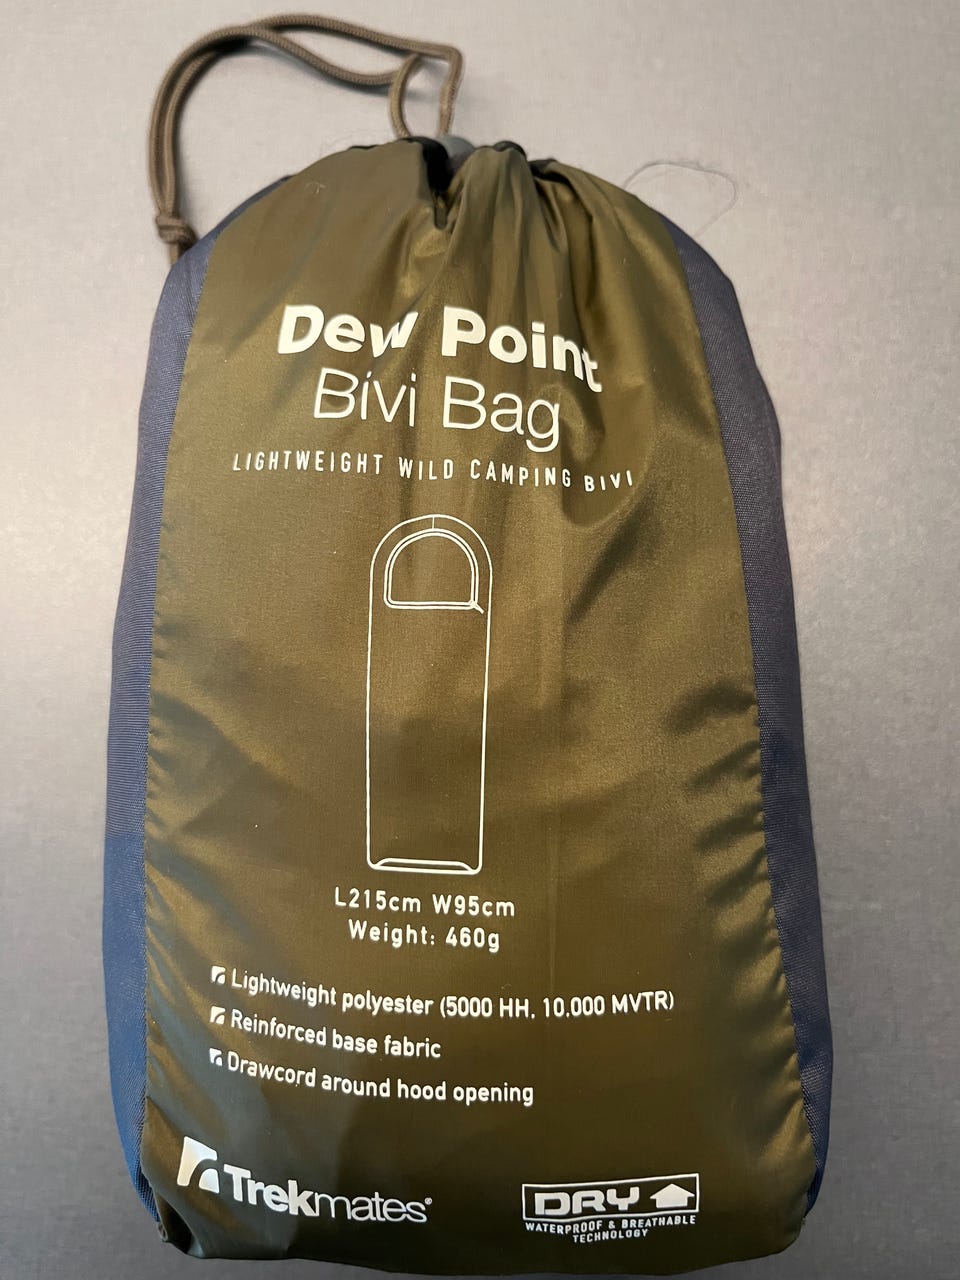 Dew Point
Bivi Bag
LIGHTWEIGHT WILD CAMPING BIVI
L215cm W95cm
Weight: 460g
Lightweight polyester (5000 HH, 10,000 MVTR)
Reinforced base fabric
Drawcord around hood opening
Trekmates®
DRY
WATERPROOF & BREATHABLE
TECHNOLOGY